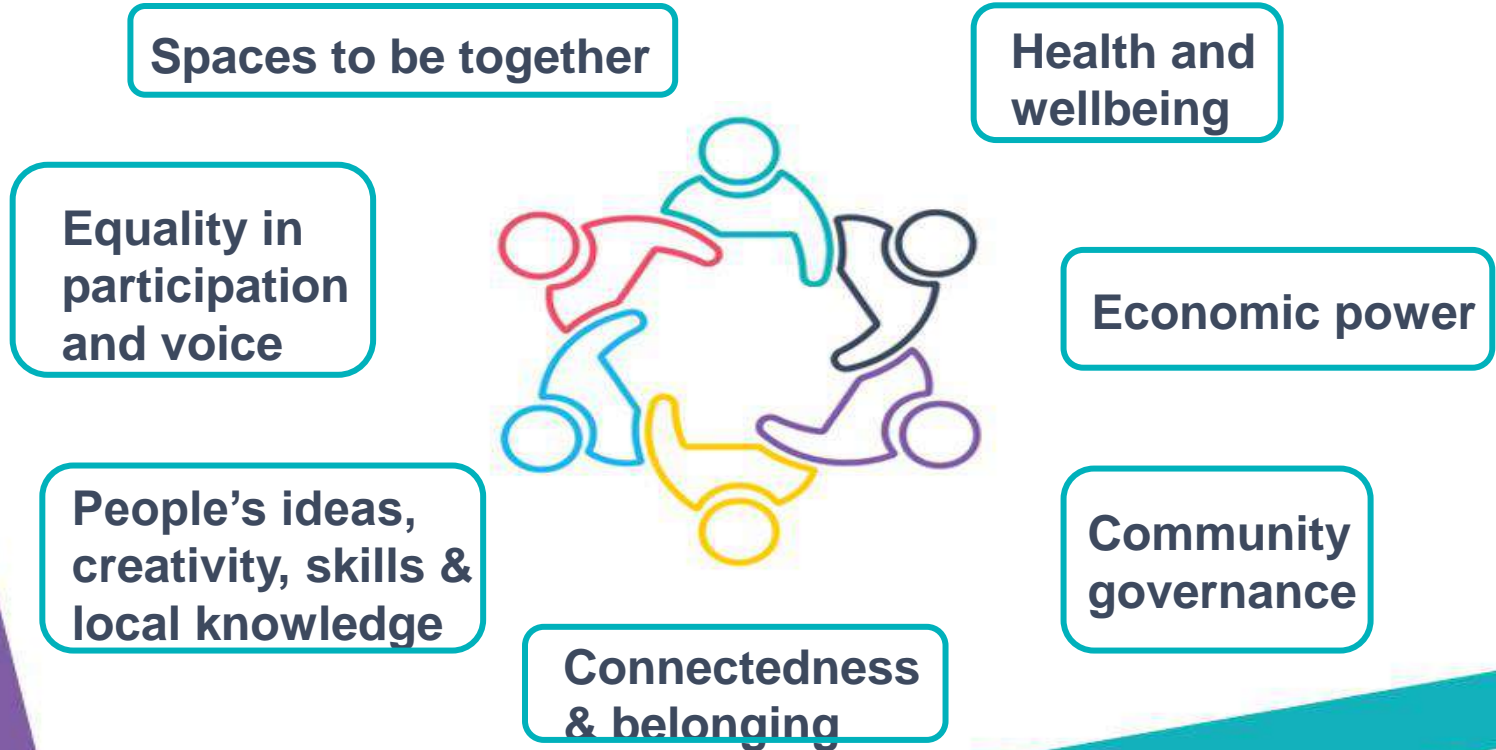 Spaces to be together
Health and
wellbeing
Equality in
participation
and voice
Economic power
People’s ideas,
creativity, skills &
local knowledge
Community
governance
Connectedness
& belonging